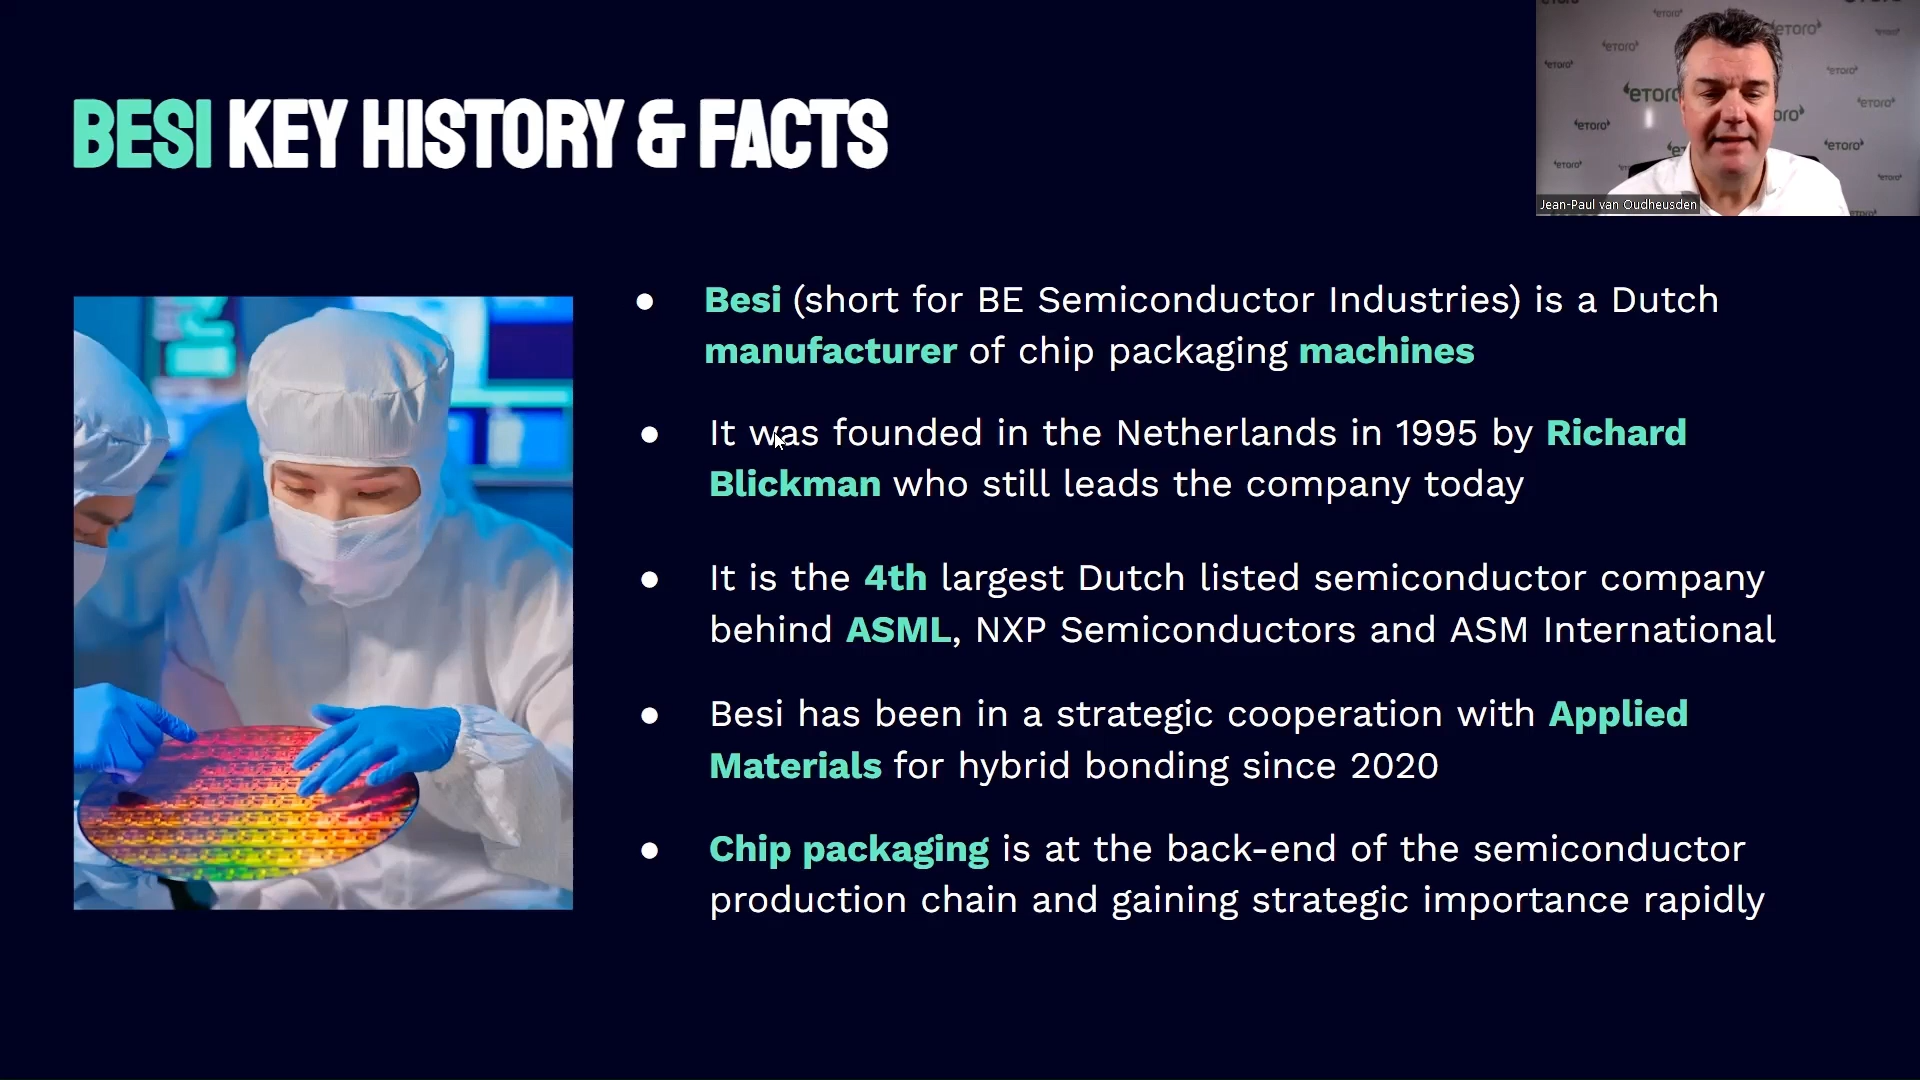 BESI KEY HISTORY & FACTS
'eTORO'
Jean-Paul van Oudheusden
● Besi (short for BE Semiconductor Industries) is a Dutch
manufacturer of chip packaging machines
● It was founded in the Netherlands in 1995 by Richard
Blickman who still leads the company today
● It is the 4th largest Dutch listed semiconductor company
behind ASML, NXP Semiconductors and ASM International
● Besi has been in a strategic cooperation with Applied
Materials for hybrid bonding since 2020
● Chip packaging is at the back-end of the semiconductor
production chain and gaining strategic importance rapidly